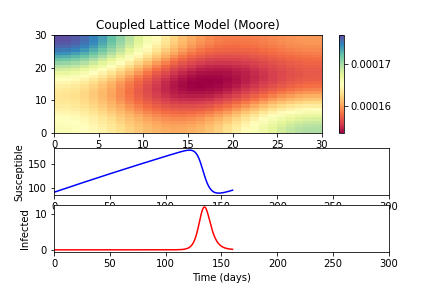 Coupled Lattice Model (Moore)
30
20
10
0
0 5 10 15 20 25 30
0.00017
0.00016
Susceptible
150
100
0 50 100 150 200 250 300
Infected
10
0
0 50 100 150 200 250 300
Time (days)